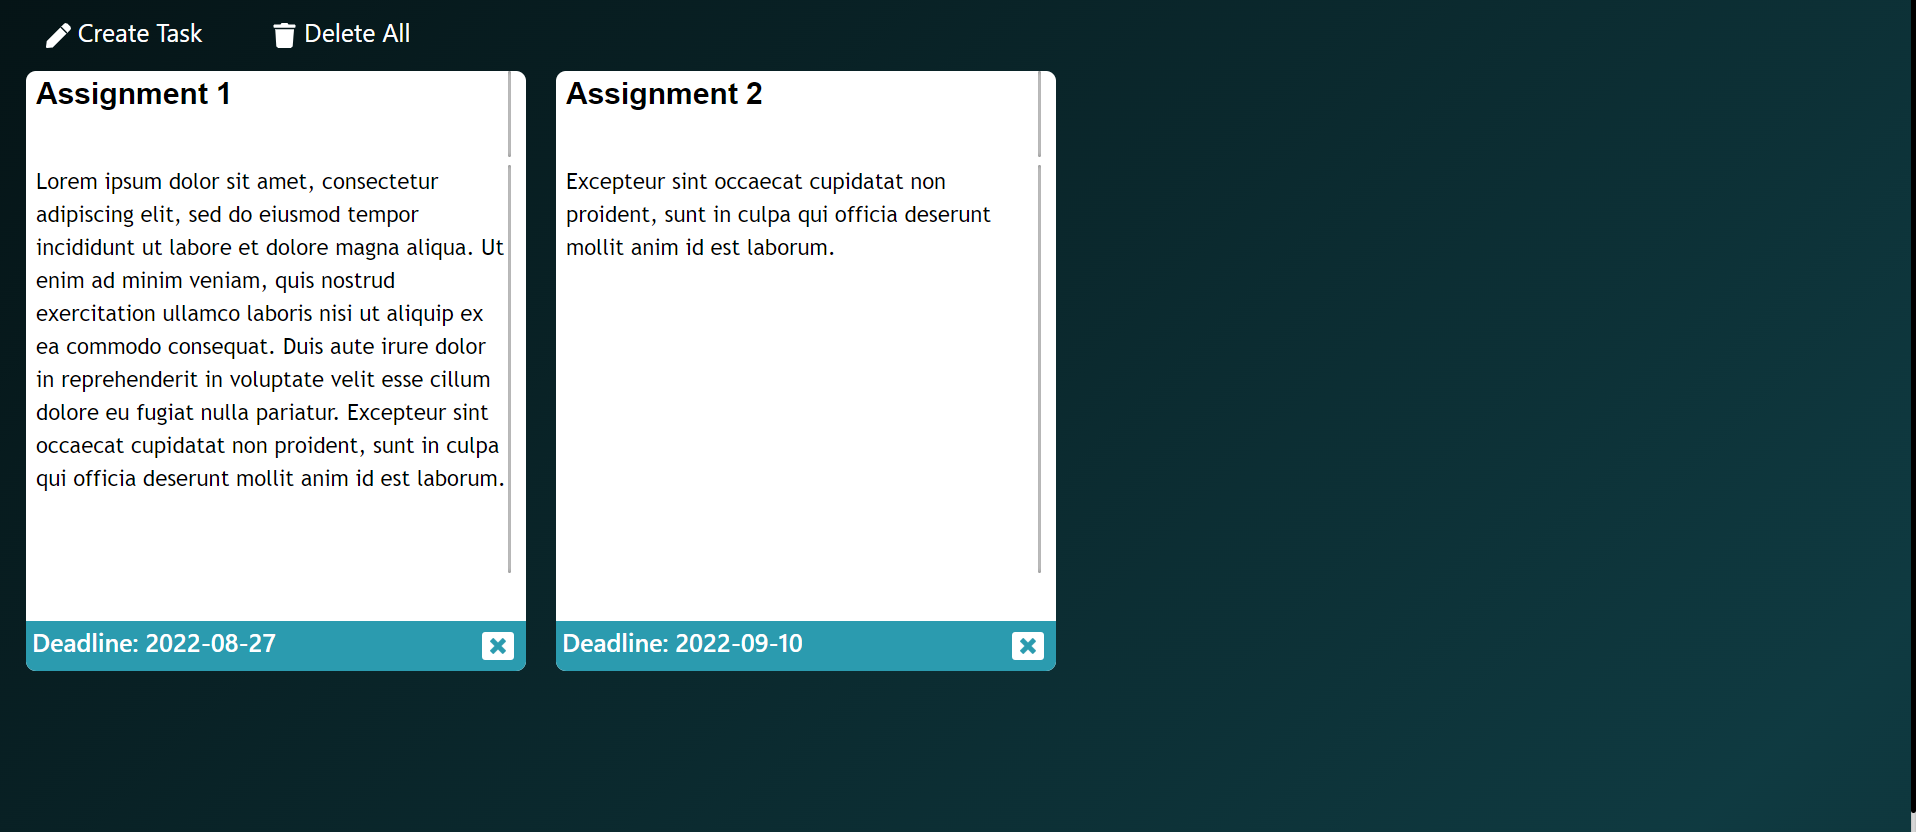 Create Task
Delete All
Assignment 1
Lorem ipsum dolor sit amet, consectetur
adipiscing elit, sed do eiusmod tempor
incididunt ut labore et dolore magna aliqua. Ut
enim ad minim veniam, quis nostrud
exercitation ullamco laboris nisi ut aliquip ex
ea commodo consequat. Duis aute irure dolor
in reprehenderit in voluptate velit esse cillum
dolore eu fugiat nulla pariatur. Excepteur sint
occaecat cupidatat non proident, sunt in culpa
qui officia deserunt mollit anim id est laborum.
Deadline: 2022-08-27
Assignment 2
Excepteur sint occaecat cupidatat non
proident, sunt in culpa qui officia deserunt
mollit anim id est laborum.
Deadline: 2022-09-10